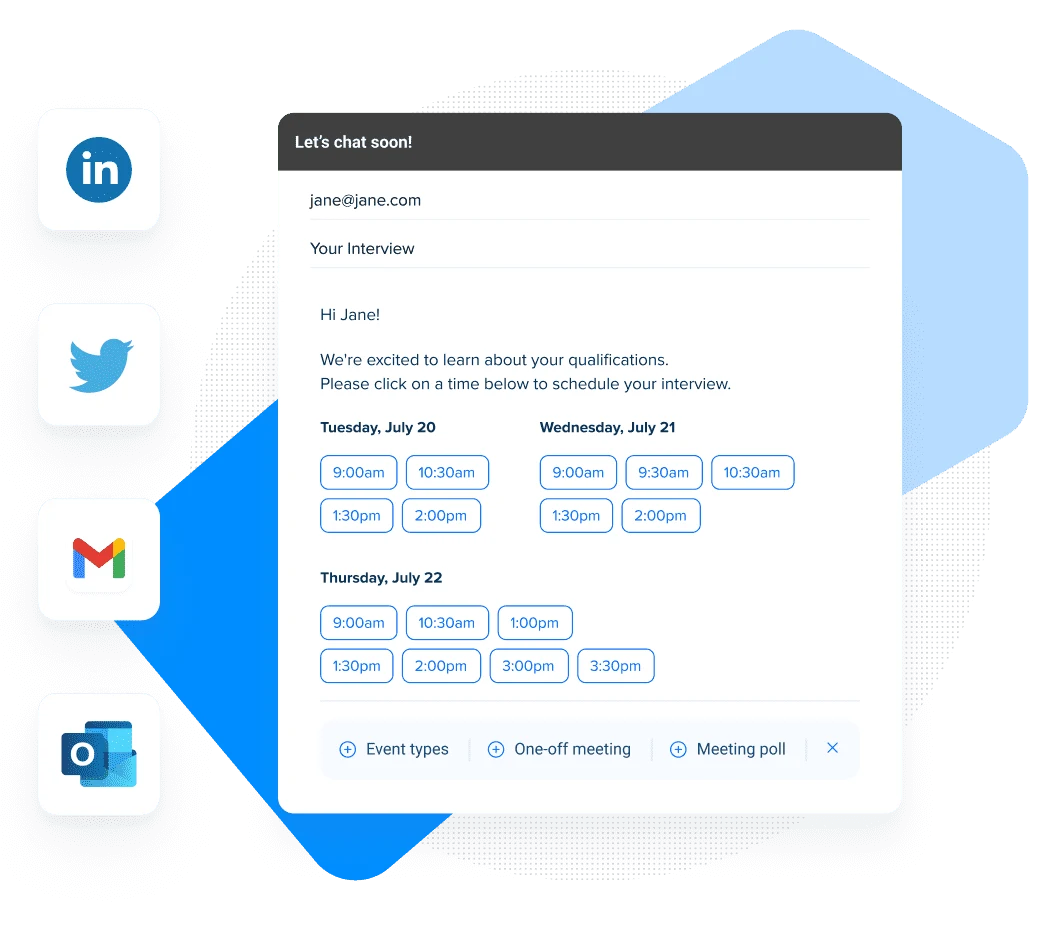 in
Let's chat soon!
jane@jane.com
Your Interview
Hi Jane!
We're excited to learn about your qualifications.
Please click on a time below to schedule your interview.
Tuesday, July 20
9:00am 10:30am
1:30pm 2:00pm
Wednesday, July 21
9:00am 9:30am 10:30am
1:30pm 2:00pm
Thursday, July 22
9:00am 10:30am 1:00pm
1:30pm 2:00pm 3:00pm 3:30pm
Event types One-off meeting Meeting poll
O